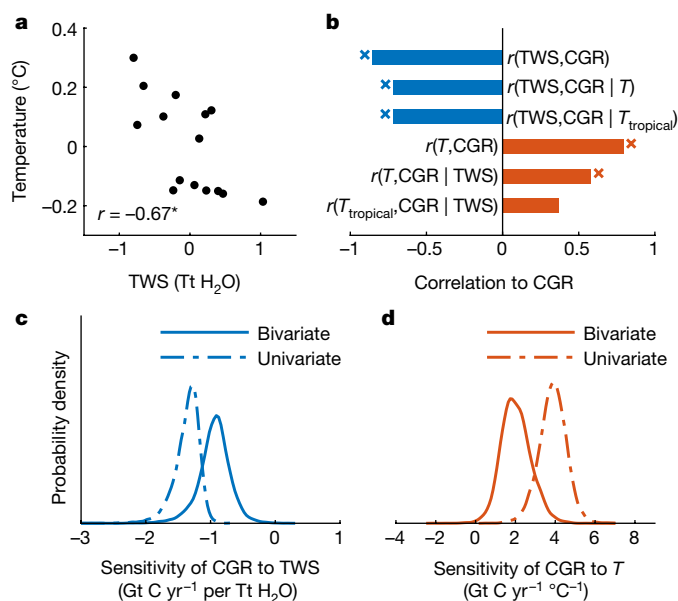 a
Temperature (°C)
0.4
0.2
0
−0.2
r = −0.67*
−1
0
1
TWS (Tt H₂O)
b
r(TWS,CGR)
r(TWS,CGR | T)
r(TWS,CGR | Ttropical)
r(T,CGR)
r(T,CGR | TWS)
r(Ttropical,CGR | TWS)
−1
−0.5
0
0.5
1
Correlation to CGR
c
Bivariate
Univariate
Probability density
−3
−2
−1
0
1
Sensitivity of CGR to TWS
(Gt C yr⁻¹ per Tt H₂O)
d
Bivariate
Univariate
−4
−2
0
2
4
6
8
Sensitivity of CGR to T
(Gt C yr⁻¹ °C⁻¹)